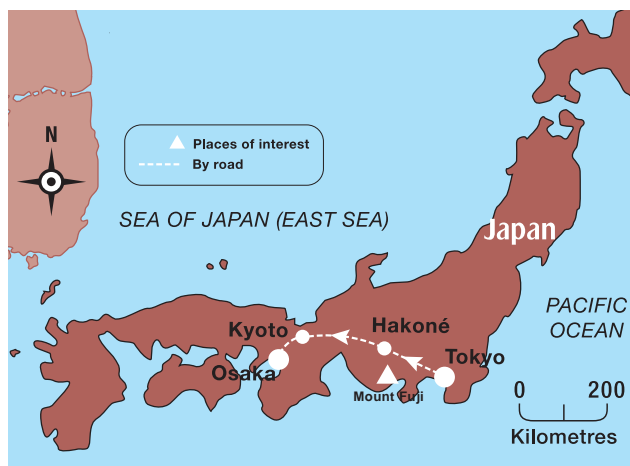 N
Places of interest
By road
SEA OF JAPAN (EAST SEA)
Japan
PACIFIC
OCEAN
Kyoto
Hakoné
Osaka
Tokyo
Mount Fuji
0 200
Kilometres